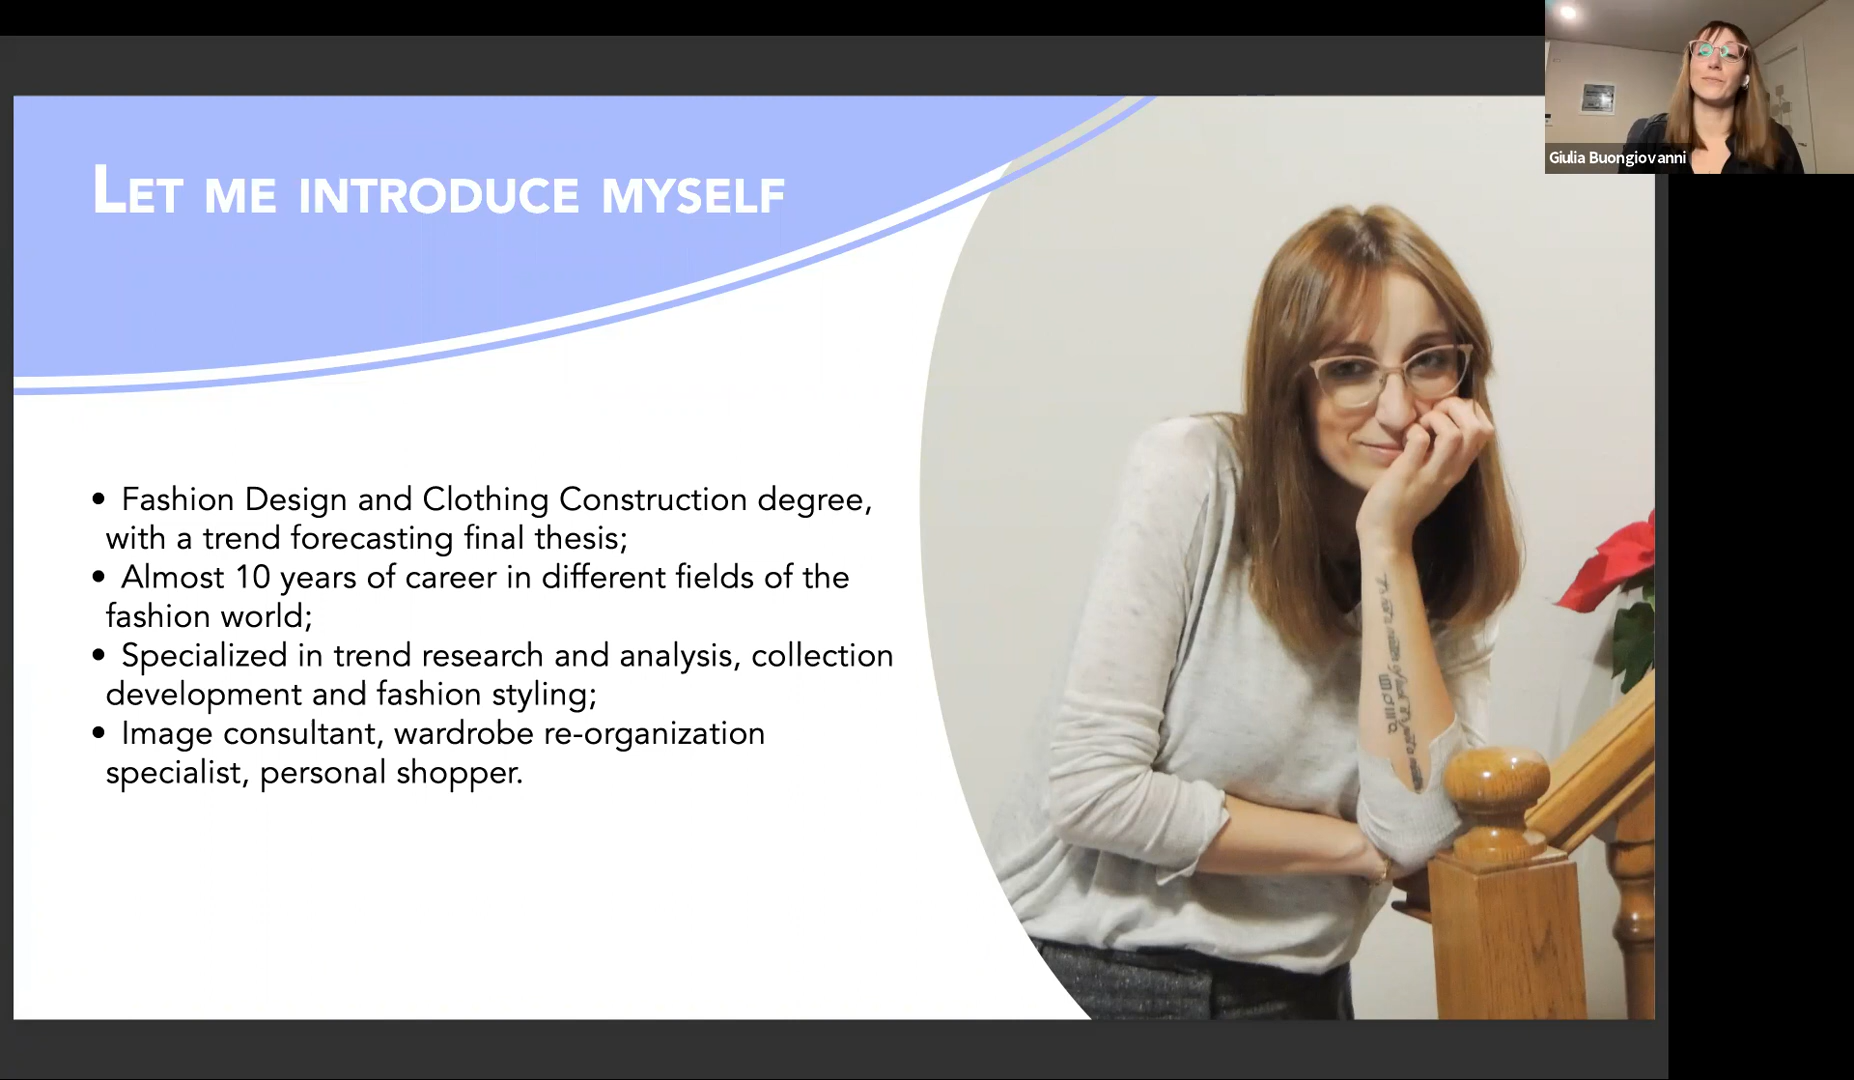 LET ME INTRODUCE MYSELF
• Fashion Design and Clothing Construction degree,
with a trend forecasting final thesis;
• Almost 10 years of career in different fields of the
fashion world;
• Specialized in trend research and analysis, collection
development and fashion styling;
• Image consultant, wardrobe re-organization
specialist, personal shopper.
Giulia Buongiovanni